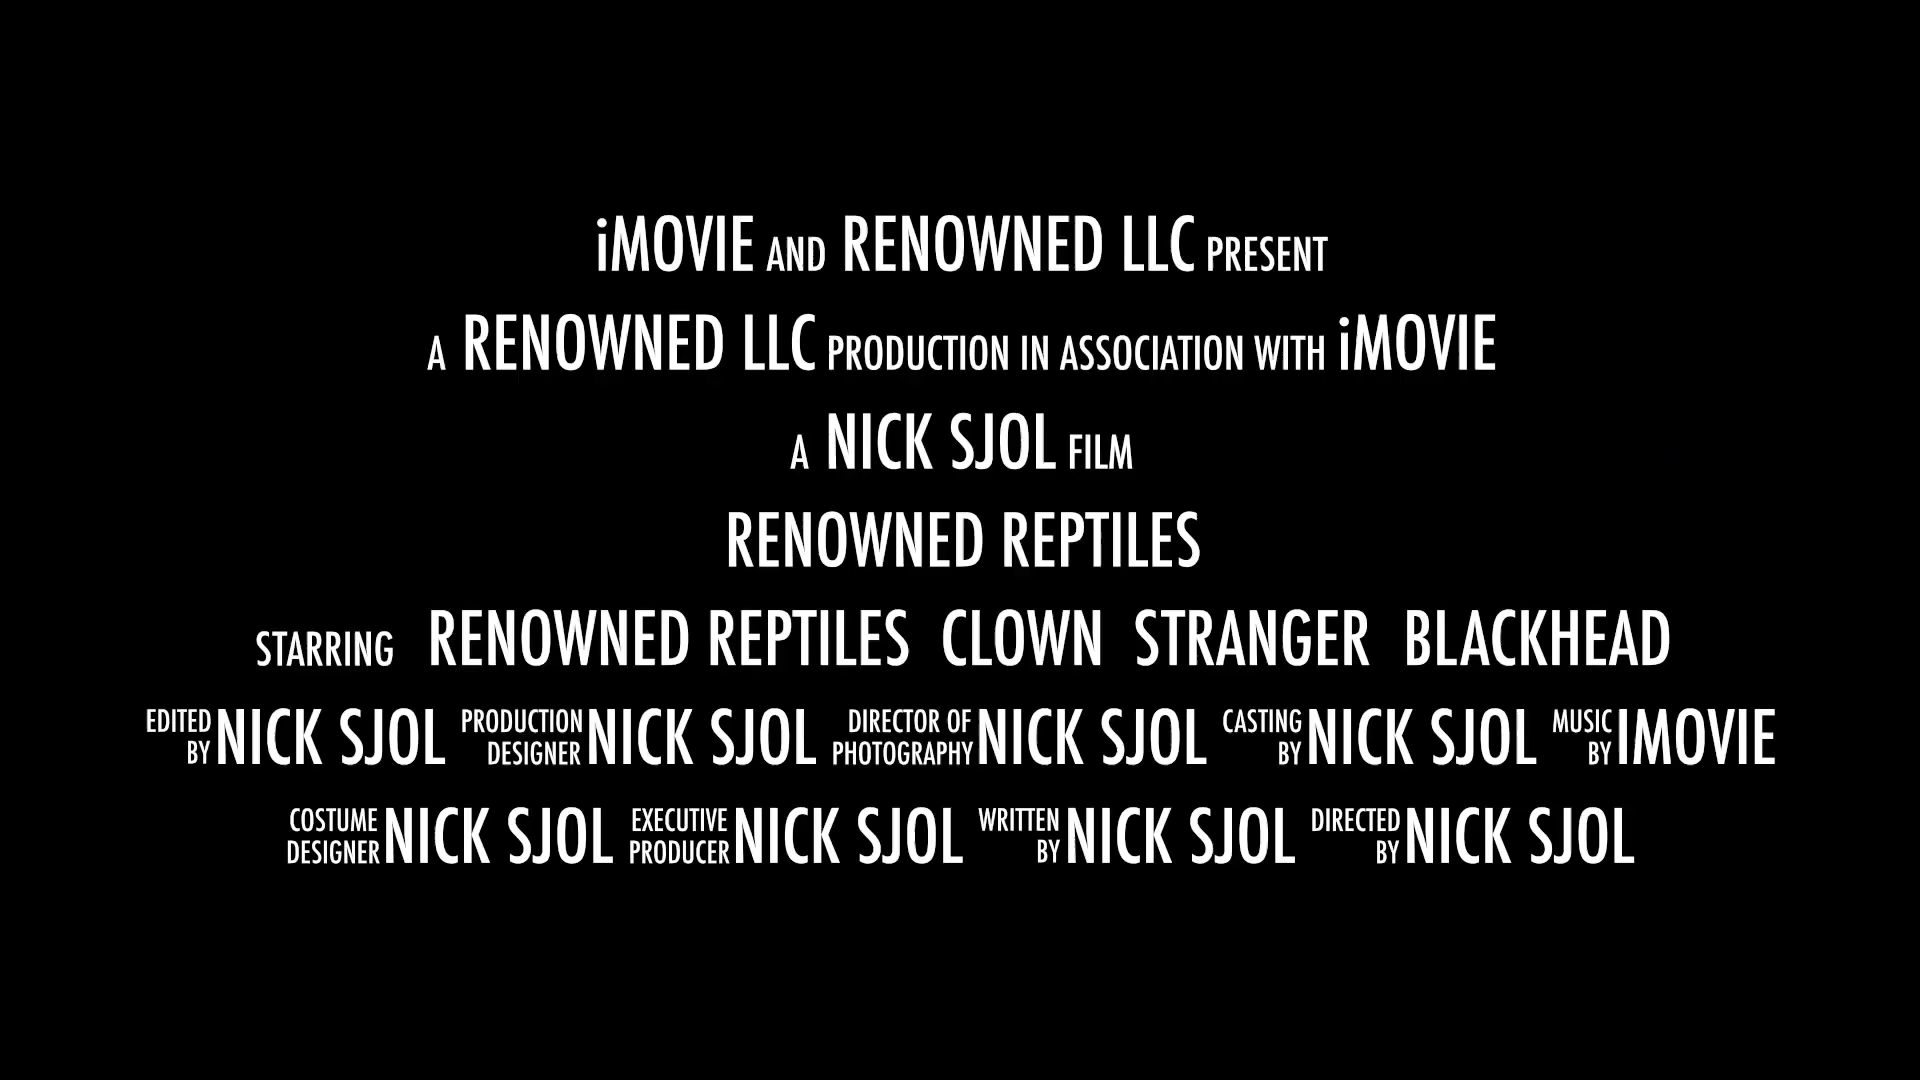 iMOVIE AND RENOWNED LLC PRESENT
A RENOWNED LLC PRODUCTION IN ASSOCIATION WITH iMOVIE
A NICK SJOL FILM
RENOWNED REPTILES
STARRING RENOWNED REPTILES CLOWN STRANGER BLACKHEAD
EDITED BY NICK SJOL PRODUCTION DESIGNER NICK SJOL DIRECTOR OF PHOTOGRAPHY NICK SJOL CASTING BY NICK SJOL MUSIC BY IMOVIE
COSTUME DESIGNER NICK SJOL EXECUTIVE PRODUCER NICK SJOL WRITTEN BY NICK SJOL DIRECTED BY NICK SJOL